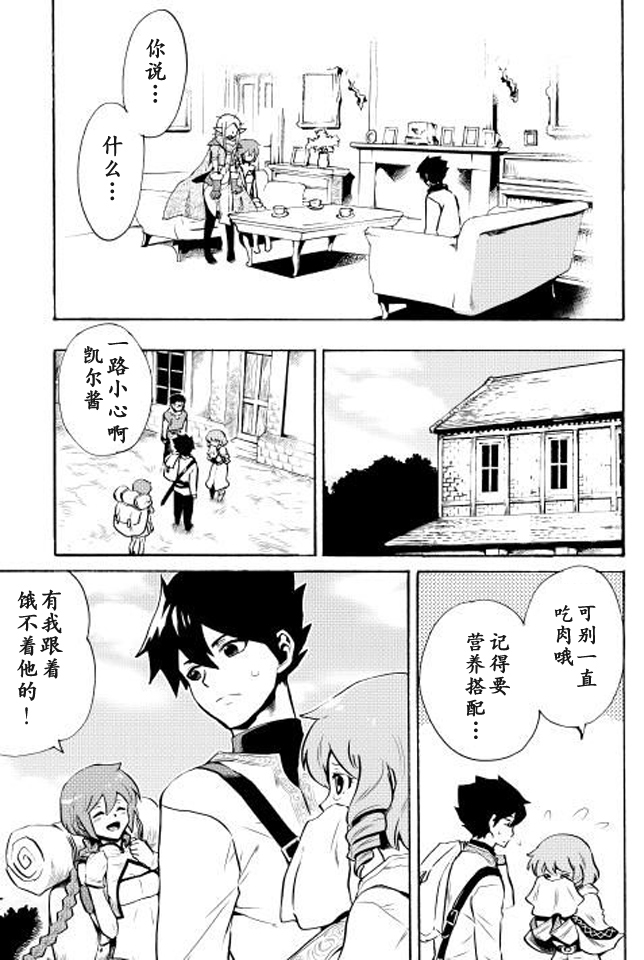 你说…
什么…
一路小心啊
凯尔酱
可别一直
吃肉哦
记得要
营养搭配…
有我跟着
饿不着他的！